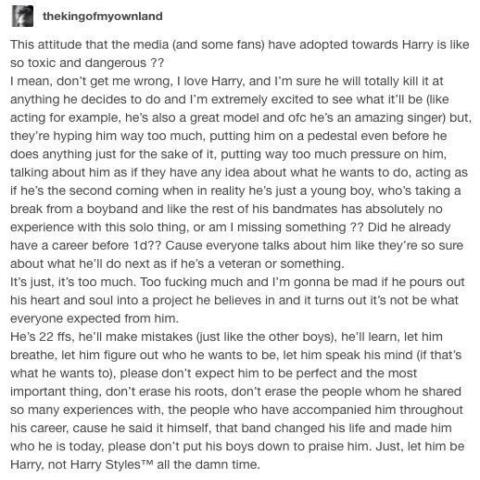 thekingofmyownland
This attitude that the media (and some fans) have adopted towards Harry is like
so toxic and dangerous ??
I mean, don't get me wrong, I love Harry, and I'm sure he will totally kill it at
anything he decides to do and I'm extremely excited to see what it'll be (like
acting for example, he's also a great model and ofc he's an amazing singer) but,
they're hyping him way too much, putting him on a pedestal even before he
does anything just for the sake of it, putting way too much pressure on him,
talking about him as if they have any idea about what he wants to do, acting as
if he's the second coming when in reality he's just a young boy, who's taking a
break from a boyband and like the rest of his bandmates has absolutely no
experience with this solo thing, or am I missing something ?? Did he already
have a career before 1d?? Cause everyone talks about him like they're so sure
about what he'll do next as if he's a veteran or something.
It's just, it's too much. Too fucking much and I'm gonna be mad if he pours out
his heart and soul into a project he believes in and it turns out it's not be what
everyone expected from him.
He's 22 ffs, he'll make mistakes (just like the other boys), he'll learn, let him
breathe, let him figure out who he wants to be, let him speak his mind (if that's
what he wants to), please don't expect him to be perfect and the most
important thing, don't erase his roots, don't erase the people whom he shared
so many experiences with, the people who have accompanied him throughout
his career, cause he said it himself, that band changed his life and made him
who he is today, please don't put his boys down to praise him. Just, let him be
Harry, not Harry Styles™ all the damn time.